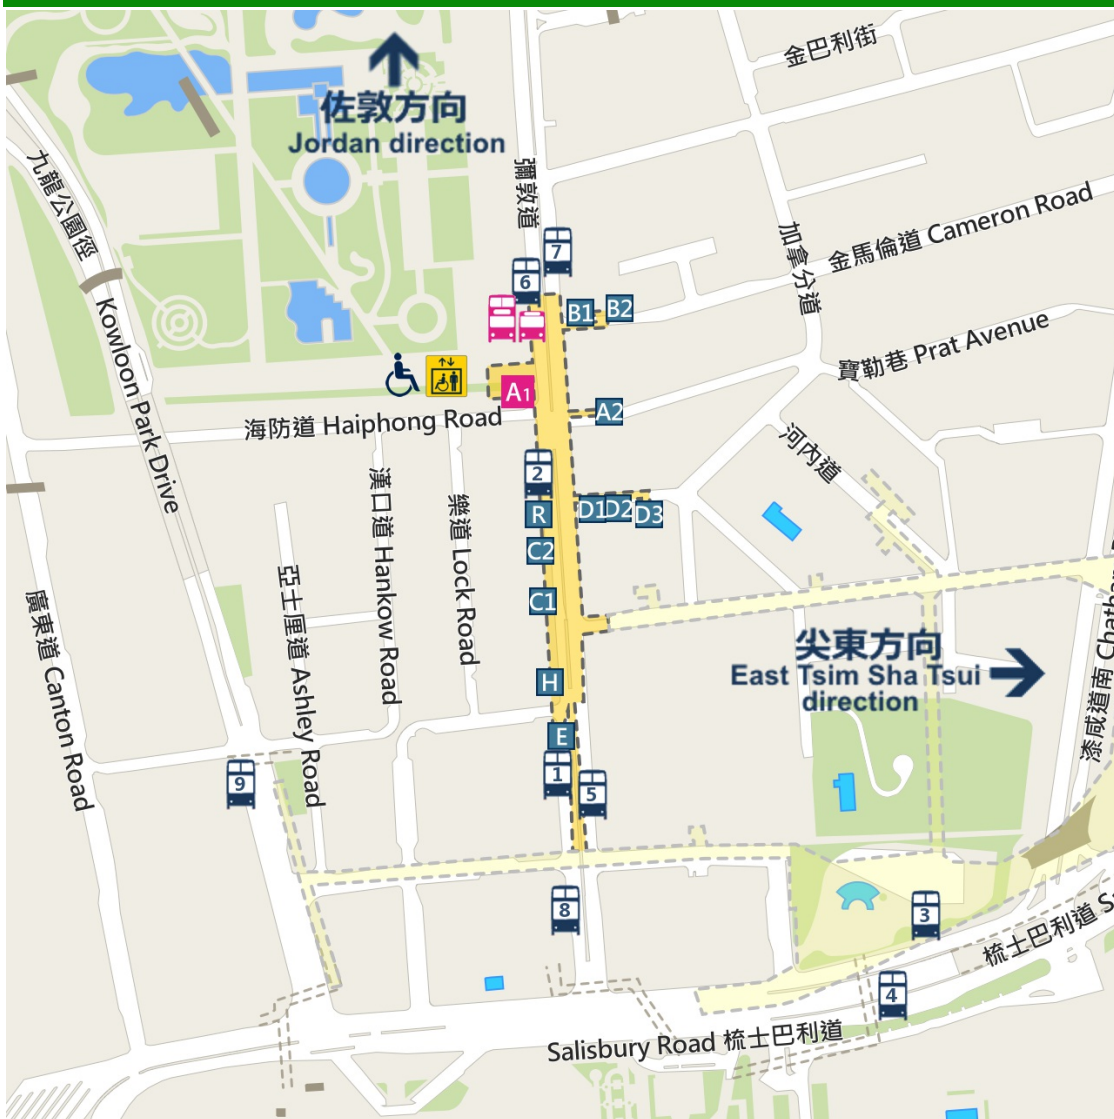 金巴利街
佐敦方向
Jordan direction
九龍公園徑
Kowloon Park Drive
彌敦道
7
6
加拿分道
金馬倫道 Cameron Road
B1
B2
寶勒巷 Prat Avenue
A1
A2
海防道 Haiphong Road
河內道
2
漢口道 Hankow Road
樂道 Lock Road
R
D1
D2
D3
C2
C1
亞士厘道 Ashley Road
廣東道 Canton Road
尖東方向
East Tsim Sha Tsui
direction
漆咸道南
H
E
1
5
9
8
3
4
梳士巴利道
Salisbury Road 梳士巴利道